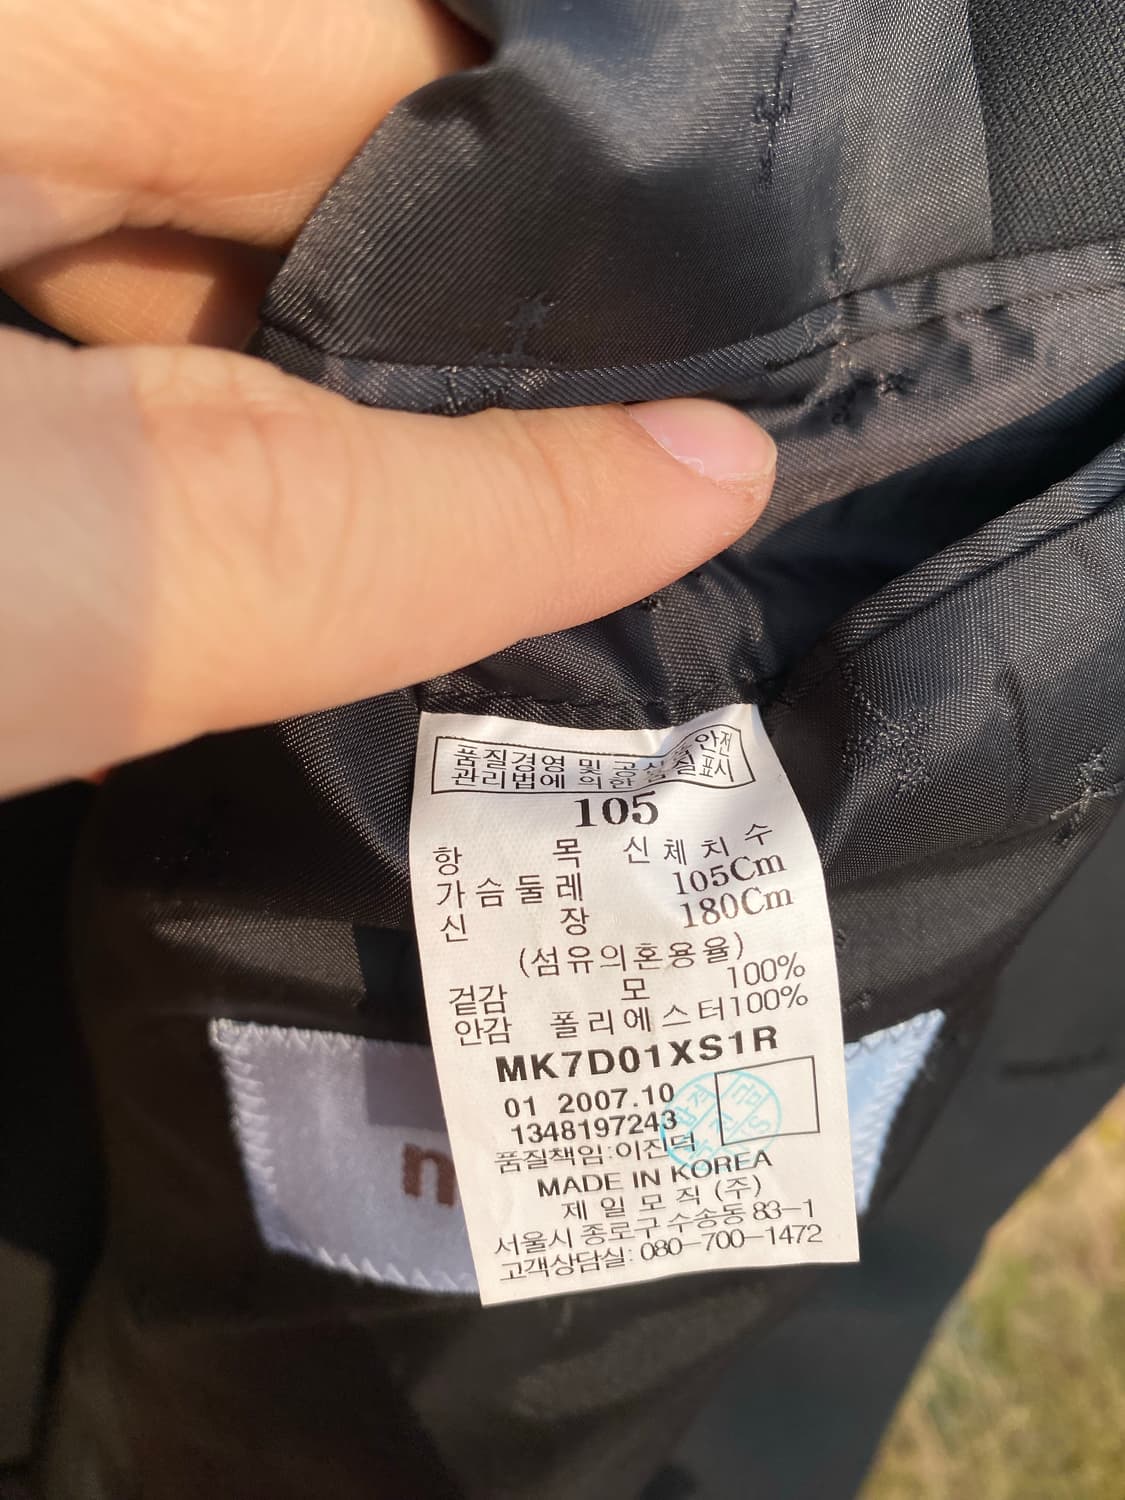 품질경영 및 공 안전
관리법에 의한 품질표시
105
항 목 신체치수
가슴둘레 105Cm
신 장 180Cm
(섬유의혼용율)
겉감 모 100%
안감 폴리에스터100%
MK7D01XS1R
01 2007.10
1348197243
품질책임:이진덕
MADE IN KOREA
제일모직 (주)
서울시 종로구 수송동 83-1
고객상담실: 080-700-1472